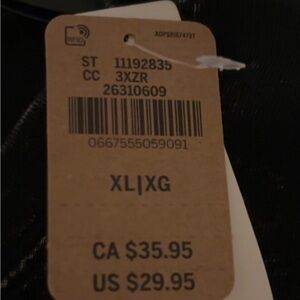 RFID
ST 11192835
CC 3XZR
26310609
0667555059091
XL|XG
CA $35.95
US $29.95